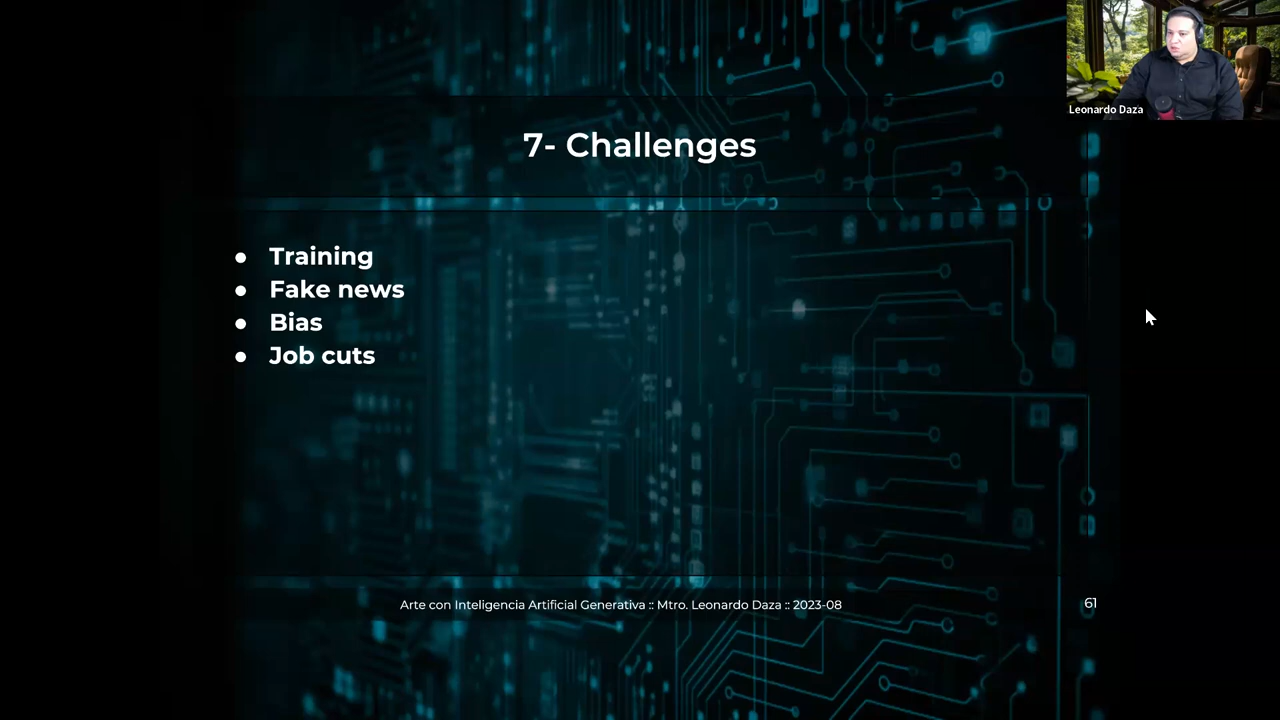 Leonardo Daza
7- Challenges
● Training
● Fake news
● Bias
● Job cuts
Arte con Inteligencia Artificial Generativa :: Mtro. Leonardo Daza :: 2023-08
61